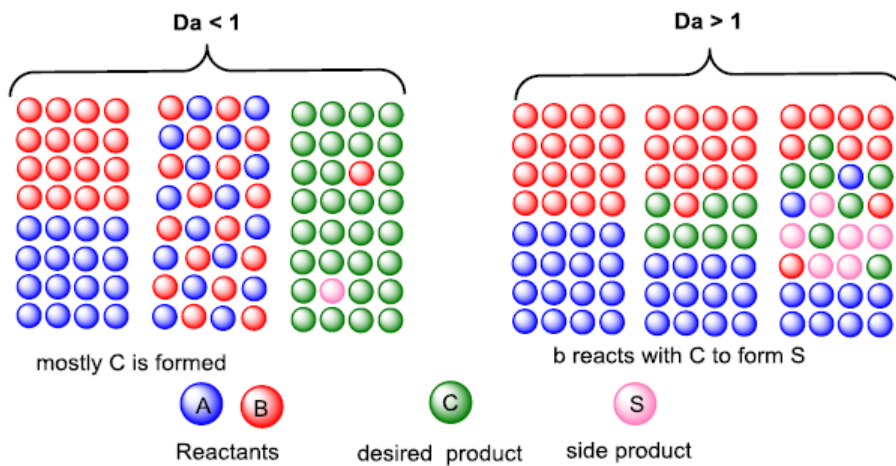 Da < 1
Da > 1
mostly C is formed
b reacts with C to form S
A
B
C
S
Reactants
desired product
side product